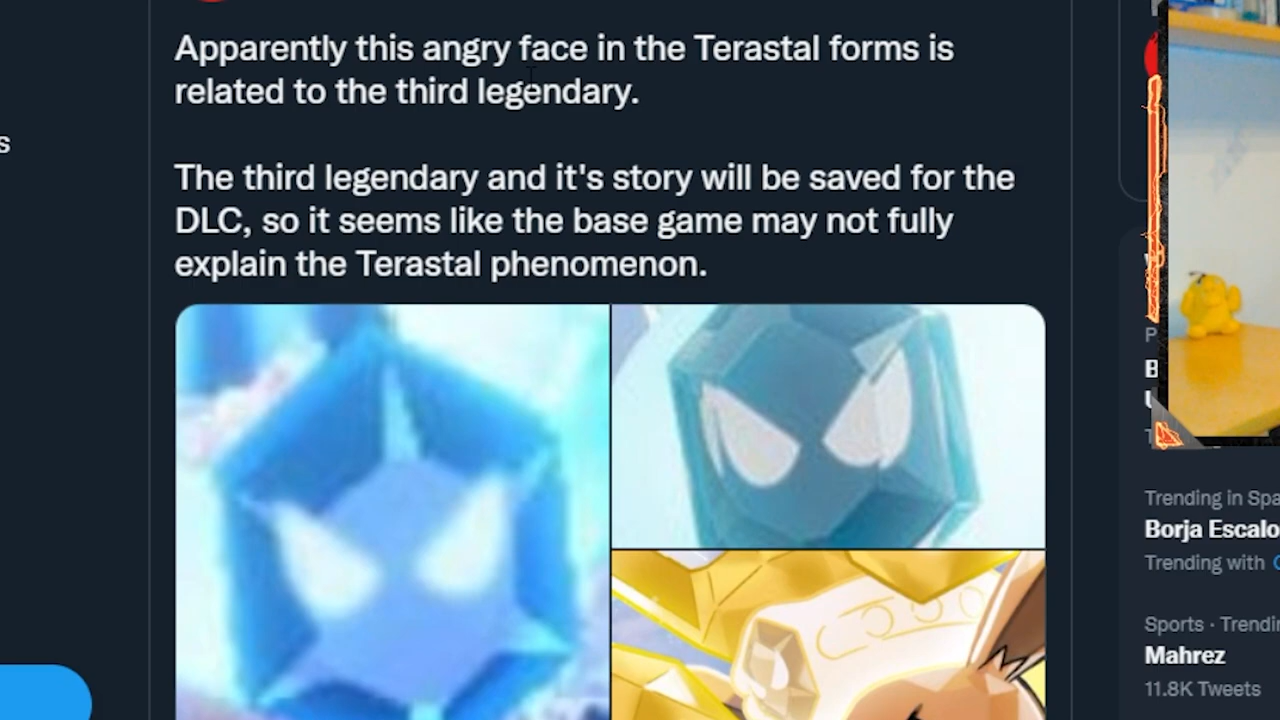 Apparently this angry face in the Terastal forms is
related to the third legendary.
The third legendary and it's story will be saved for the
DLC, so it seems like the base game may not fully
explain the Terastal phenomenon.
s
P
B
Trending in Spa
Borja Escalo
Trending with
Sports · Trendin
Mahrez
11.8K Tweets